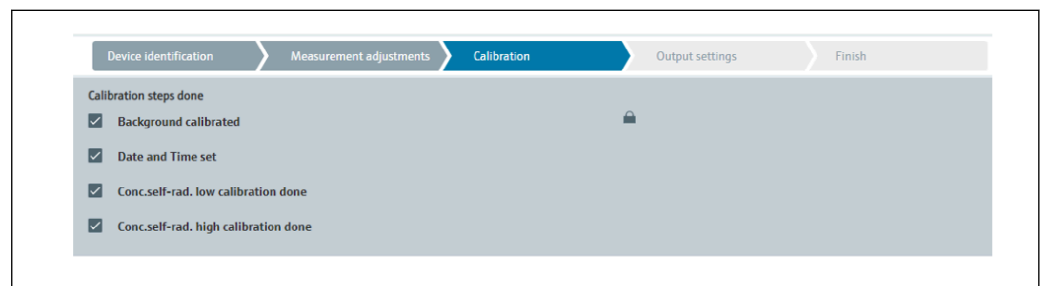 Device identification Measurement adjustments Calibration Output settings Finish
Calibration steps done
Background calibrated
Date and Time set
Conc.self-rad. low calibration done
Conc.self-rad. high calibration done